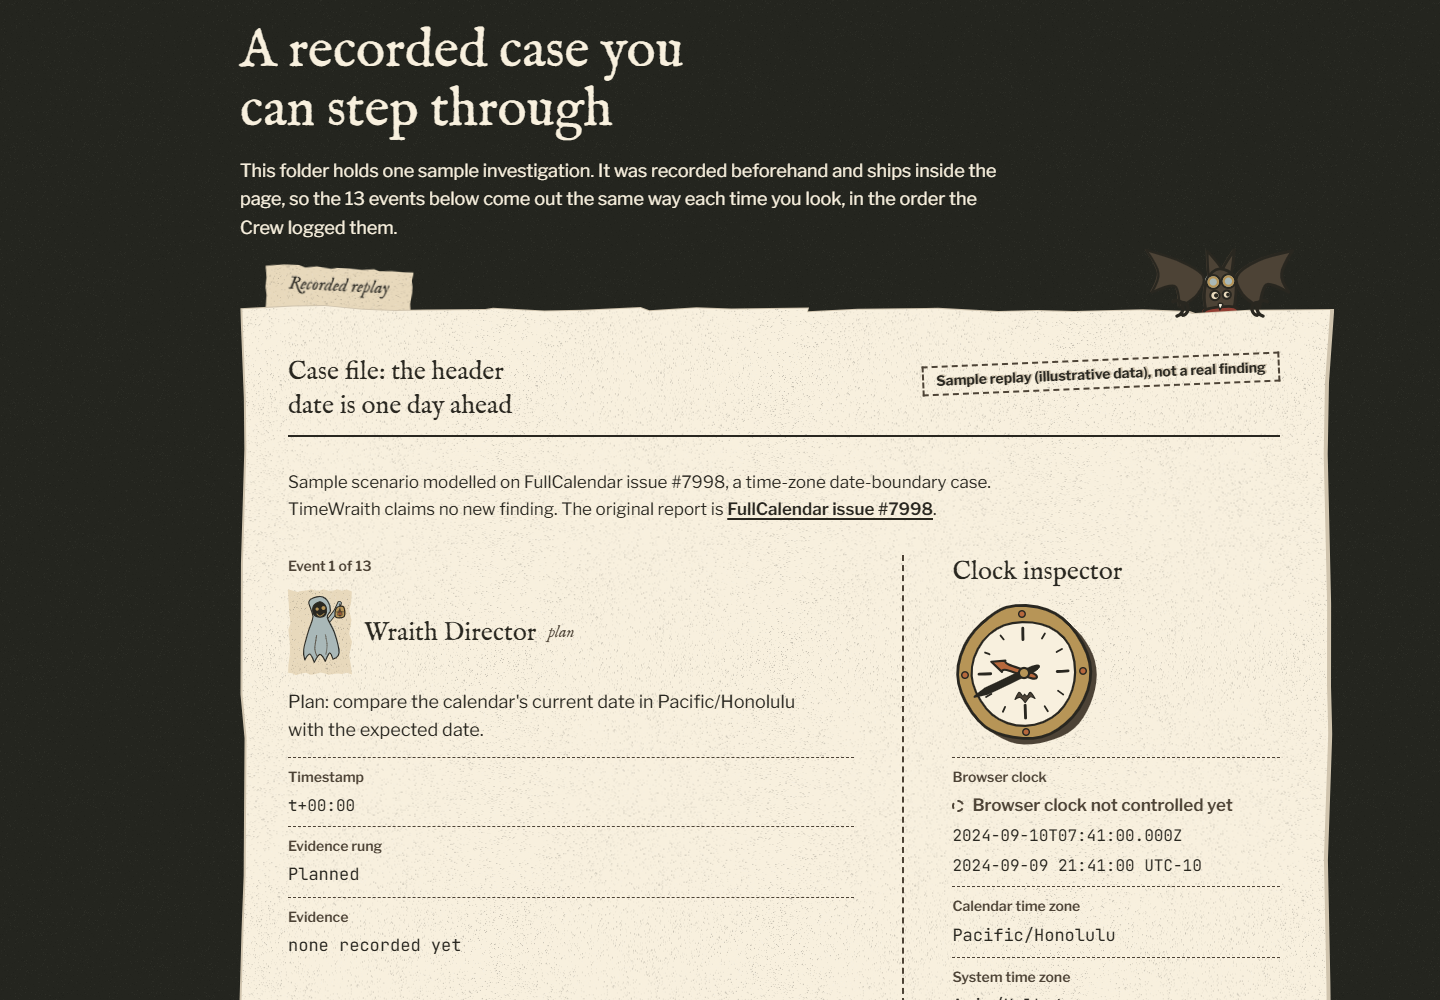 A recorded case you
can step through
This folder holds one sample investigation. It was recorded beforehand and ships inside the
page, so the 13 events below come out the same way each time you look, in the order the
Crew logged them.
Recorded replay
Case file: the header
date is one day ahead
Sample replay (illustrative data), not a real finding
Sample scenario modelled on FullCalendar issue #7998, a time-zone date-boundary case.
TimeWraith claims no new finding. The original report is FullCalendar issue #7998.
Event 1 of 13
Wraith Director plan
Plan: compare the calendar's current date in Pacific/Honolulu
with the expected date.
Timestamp
t+00:00
Evidence rung
Planned
Evidence
none recorded yet
Clock inspector
Browser clock
Browser clock not controlled yet
2024-09-10T07:41:00.000Z
2024-09-09 21:41:00 UTC-10
Calendar time zone
Pacific/Honolulu
System time zone